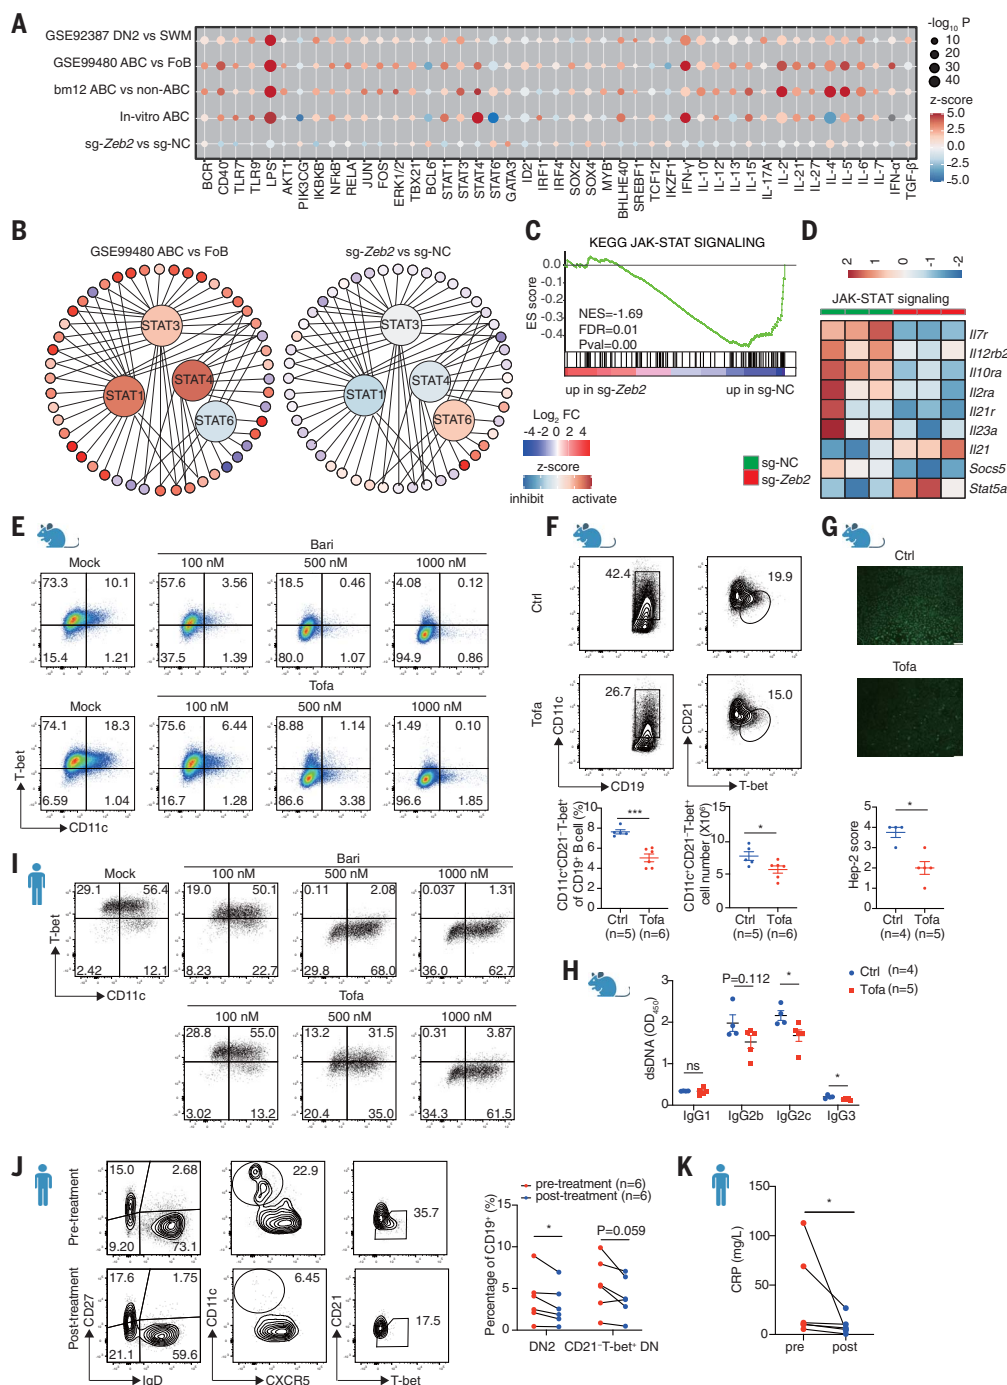 A
GSE92387 DN2 vs SWM
GSE99480 ABC vs FoB
bm12 ABC vs non-ABC
In-vitro ABC
sg-Zeb2 vs sg-NC
BCR
CD40
TLR7
TLR9
LPS
AKT1
PIK3CG
IKBKB
NFkB
RELA
JUN
FOS
ERK1/2
TBX21
BCL6
STAT1
STAT3
STAT4
STAT6
GATA3
ID2
IRF1
IRF4
SOX2
SOX4
MYB
BHLHE40
SREBF1
TCF12
IKZF1
IFN-γ
IL-10
IL-12
IL-13
IL-15
IL-17A
IL-2
IL-21
IL-27
IL-4
IL-5
IL-6
IL-7
IFN-α
TGF-β
-log10 P
10
20
30
40
z-score
5.0
2.5
0.0
-2.5
-5.0
B
GSE99480 ABC vs FoB
sg-Zeb2 vs sg-NC
STAT3
STAT4
STAT1
STAT6
STAT3
STAT4
STAT1
STAT6
Log2 FC
-4 -2 0 2 4
z-score
inhibit activate
C
KEGG JAK-STAT SIGNALING
ES score
0.0
-0.1
-0.2
-0.3
-0.4
NES=-1.69
FDR=0.01
Pval=0.00
up in sg-Zeb2 up in sg-NC
D
2 1 0 -1 -2
JAK-STAT signaling
Il7r
Il12rb2
Il10ra
Il2ra
Il21r
Il23a
Il21
Socs5
Stat5a
sg-NC
sg-Zeb2
E
Bari
Mock 100 nM 500 nM 1000 nM
73.3 10.1 57.6 3.56 18.5 0.46 4.08 0.12
15.4 1.21 37.5 1.39 80.0 1.07 94.9 0.86
Tofa
Mock 100 nM 500 nM 1000 nM
74.1 18.3 75.6 6.44 8.88 1.14 1.49 0.10
6.59 1.04 16.7 1.28 86.6 3.38 96.6 1.85
T-bet
CD11c
F
Ctrl
42.4
19.9
Tofa
26.7
15.0
CD11c
CD19
CD21
T-bet
CD11c+CD21-T-bet+
of CD19+ B cell (%)
10
8
6
4
2
0
***
Ctrl Tofa
(n=5) (n=6)
CD11c+CD21-T-bet+
cell number (X10^6)
15
10
5
0
*
Ctrl Tofa
(n=5) (n=6)
G
Ctrl
Tofa
Hep-2 score
5
4
3
2
1
0
*
Ctrl Tofa
(n=4) (n=5)
H
Ctrl (n=4)
Tofa (n=5)
dsDNA (OD450)
3
2
1
0
ns
P=0.112
*
*
IgG1 IgG2b IgG2c IgG3
I
Bari
Mock 100 nM 500 nM 1000 nM
29.1 56.4 19.0 50.1 0.11 2.08 0.037 1.31
2.42 12.1 8.23 22.7 29.8 68.0 36.0 62.7
T-bet
CD11c
Tofa
100 nM 500 nM 1000 nM
28.8 55.0 13.2 31.5 0.31 3.87
3.02 13.2 20.4 35.0 34.3 61.5
J
Pre-treatment
15.0 2.68
9.20 73.1
22.9
35.7
Post-treatment
17.6 1.75
21.1 59.6
6.45
17.5
CD27
IgD
CD11c
CXCR5
CD21
T-bet
pre-treatment (n=6)
post-treatment (n=6)
Percentage of CD19+ (%)
15
10
5
0
*
P=0.059
DN2 CD21-T-bet+ DN
K
CRP (mg/L)
150
100
50
0
*
pre post